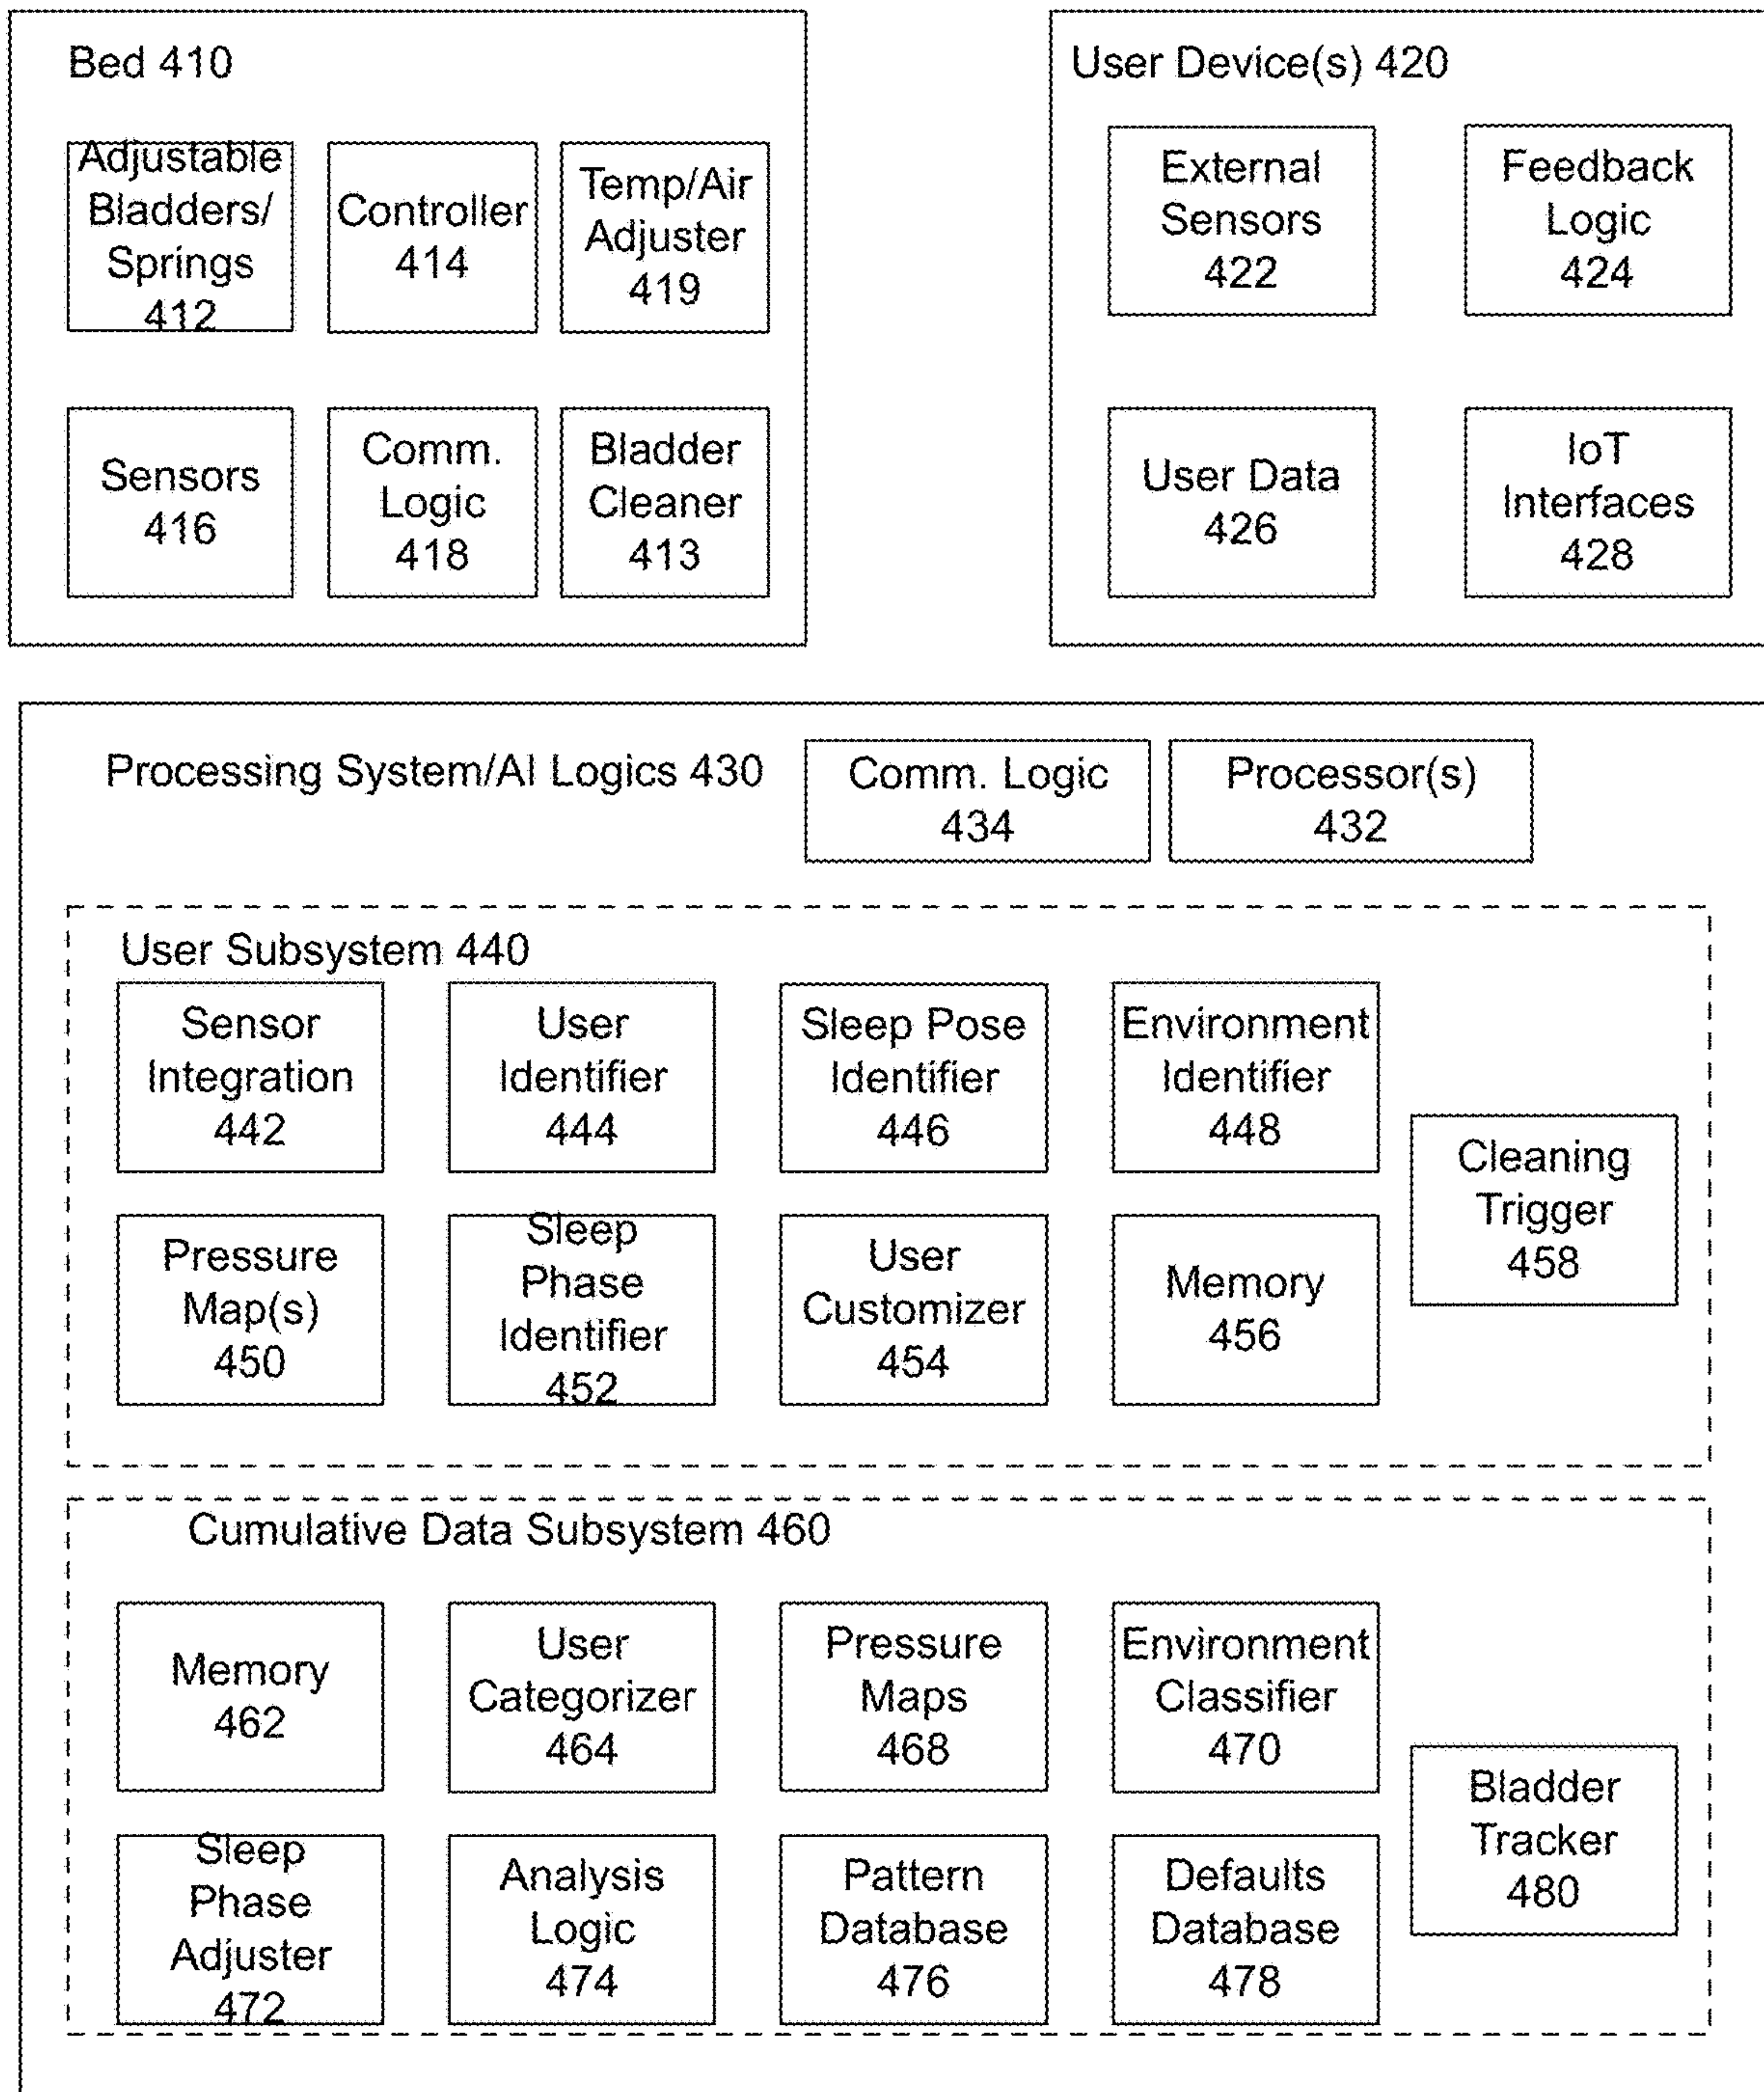 Bed 410
Adjustable
Bladders/
Springs
412
Controller
414
Temp/Air
Adjuster
419
Sensors
416
Comm.
Logic
418
Bladder
Cleaner
413
User Device(s) 420
External
Sensors
422
Feedback
Logic
424
User Data
426
IoT
Interfaces
428
Processing System/AI Logics 430
Comm. Logic
434
Processor(s)
432
User Subsystem 440
Sensor
Integration
442
User
Identifier
444
Sleep Pose
Identifier
446
Environment
Identifier
448
Pressure
Map(s)
450
Sleep
Phase
Identifier
452
User
Customizer
454
Memory
456
Cleaning
Trigger
458
Cumulative Data Subsystem 460
Memory
462
User
Categorizer
464
Pressure
Maps
468
Environment
Classifier
470
Sleep
Phase
Adjuster
472
Analysis
Logic
474
Pattern
Database
476
Defaults
Database
478
Bladder
Tracker
480